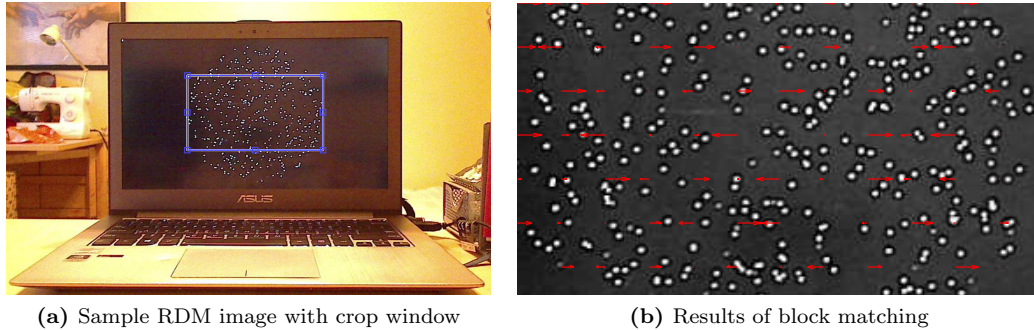 ASUS
(a) Sample RDM image with crop window
(b) Results of block matching